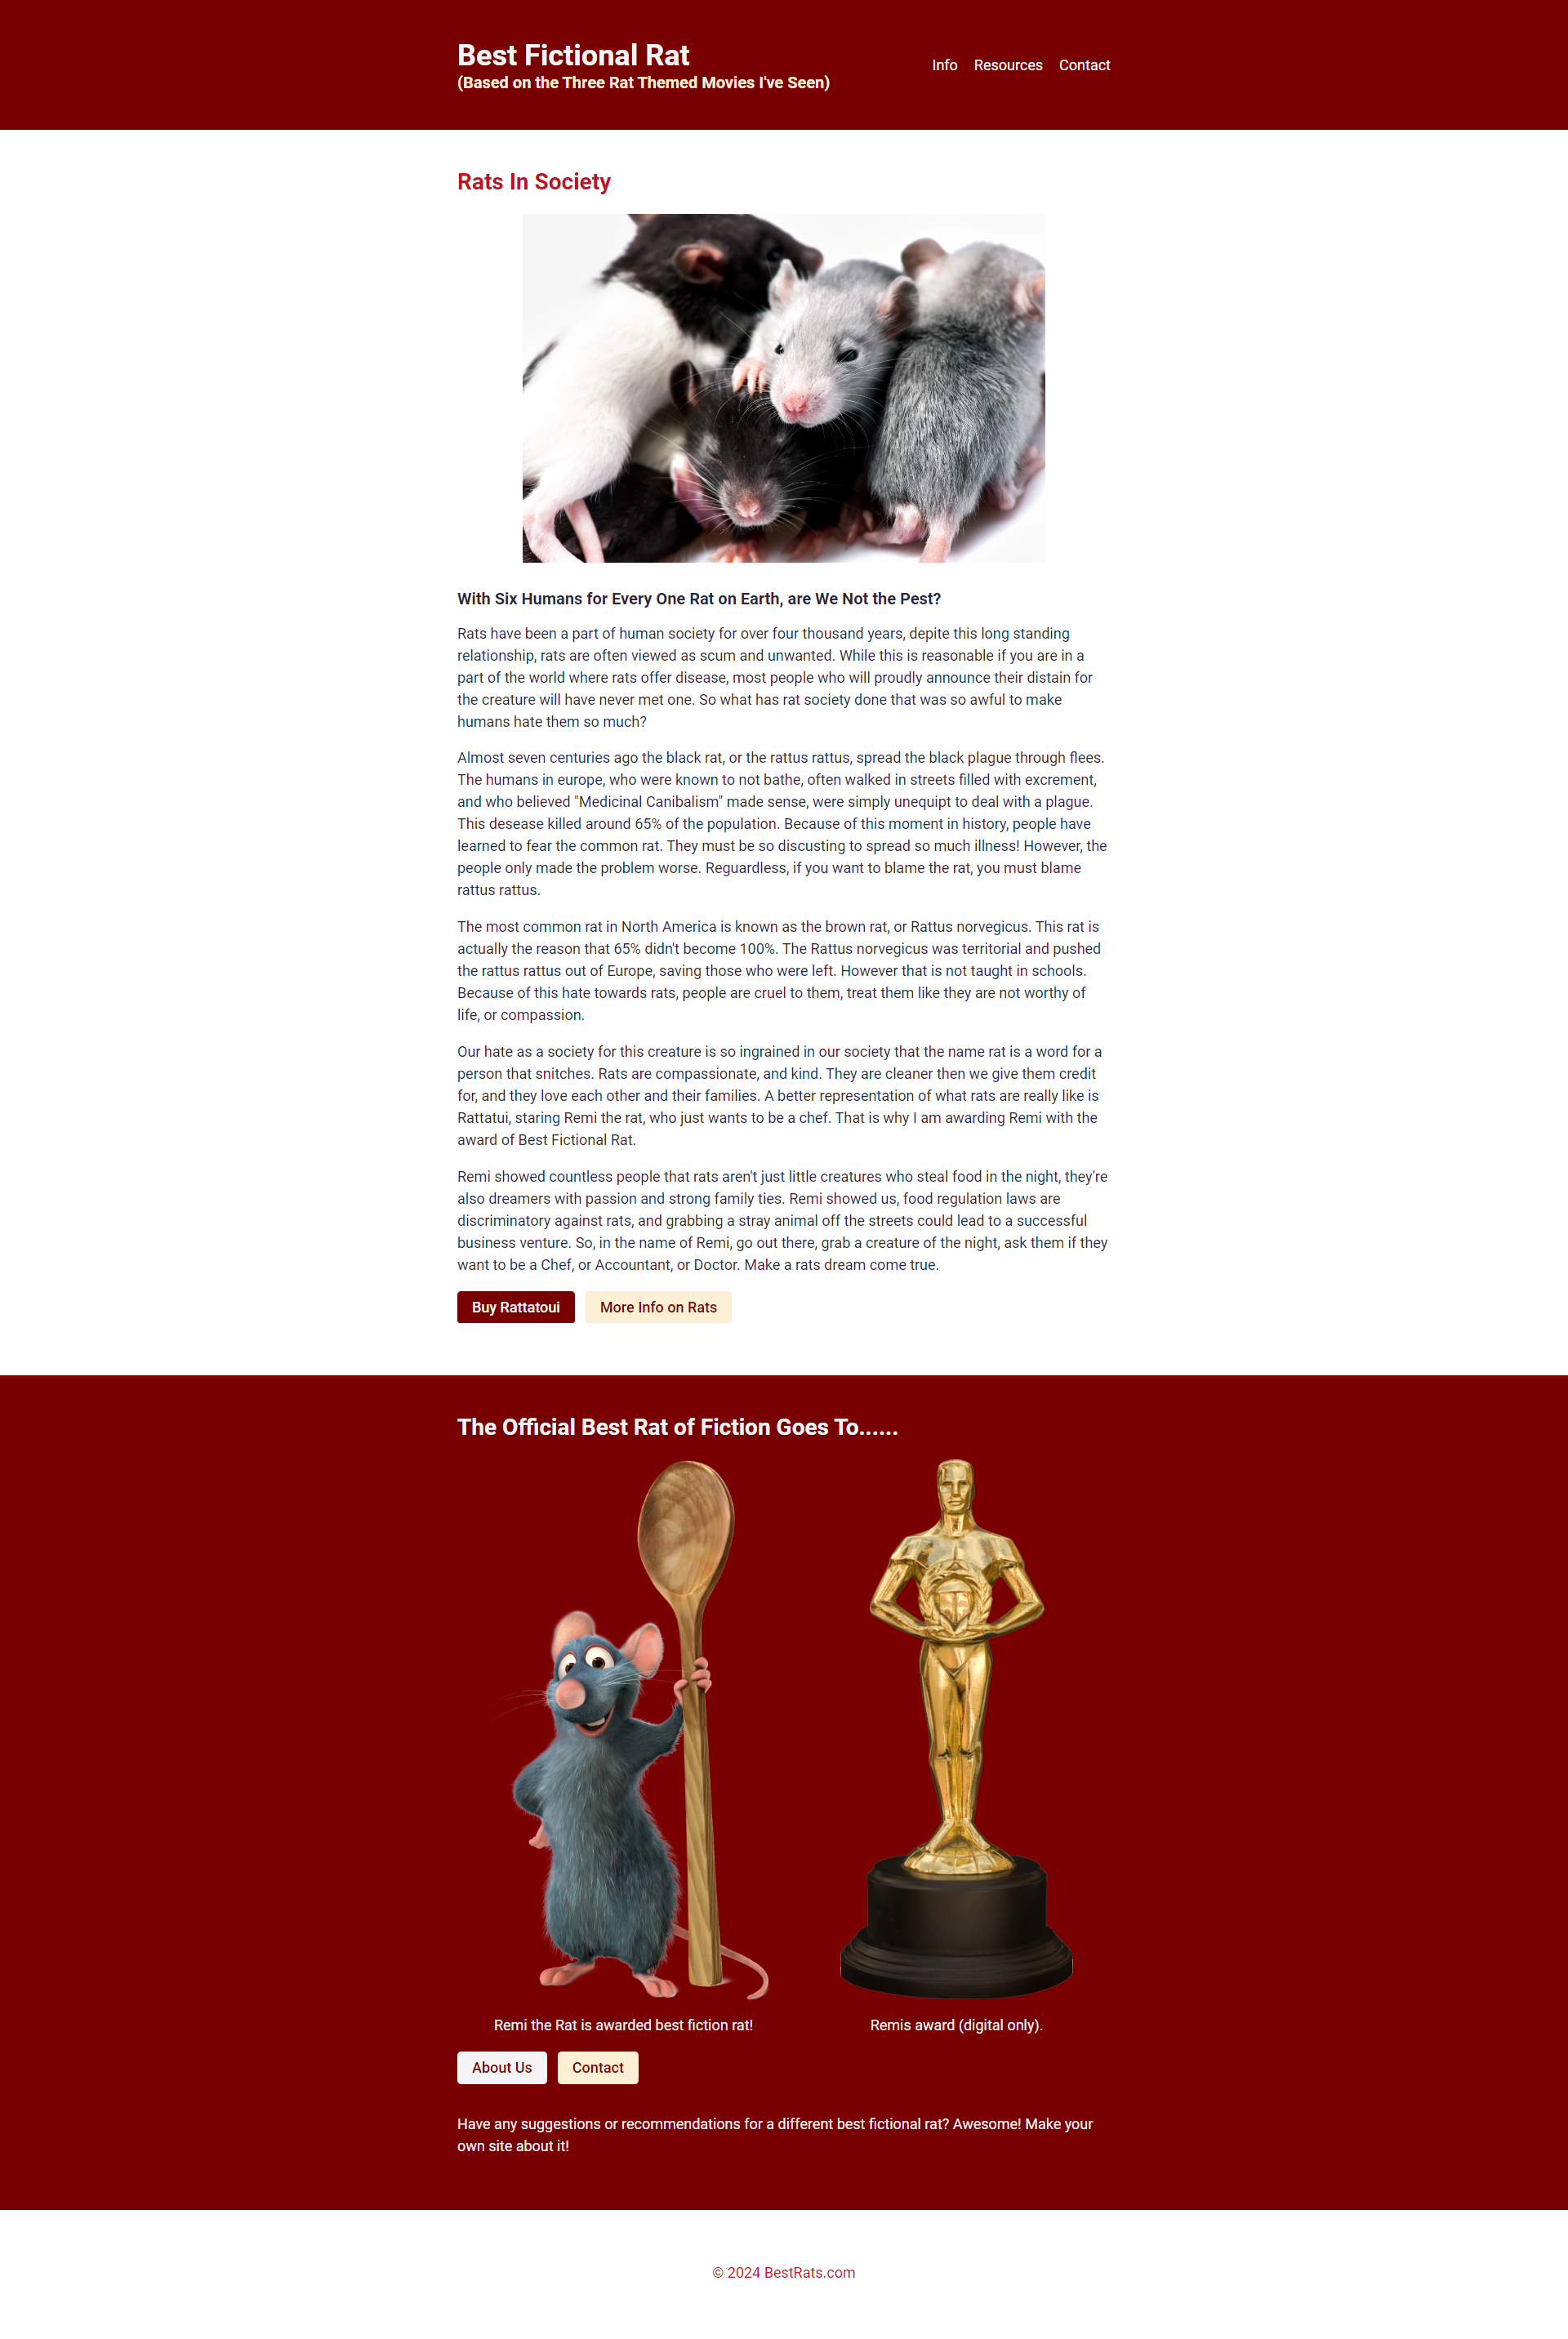 Best Fictional Rat
(Based on the Three Rat Themed Movies I've Seen)
Info Resources Contact
Rats In Society
With Six Humans for Every One Rat on Earth, are We Not the Pest?
Rats have been a part of human society for over four thousand years, depite this long standing
relationship, rats are often viewed as scum and unwanted. While this is reasonable if you are in a
part of the world where rats offer disease, most people who will proudly announce their distain for
the creature will have never met one. So what has rat society done that was so awful to make
humans hate them so much?
Almost seven centuries ago the black rat, or the rattus rattus, spread the black plague through flees.
The humans in europe, who were known to not bathe, often walked in streets filled with excrement,
and who believed "Medicinal Canibalism" made sense, were simply unequipt to deal with a plague.
This desease killed around 65% of the population. Because of this moment in history, people have
learned to fear the common rat. They must be so discusting to spread so much illness! However, the
people only made the problem worse. Reguardless, if you want to blame the rat, you must blame
rattus rattus.
The most common rat in North America is known as the brown rat, or Rattus norvegicus. This rat is
actually the reason that 65% didn't become 100%. The Rattus norvegicus was territorial and pushed
the rattus rattus out of Europe, saving those who were left. However that is not taught in schools.
Because of this hate towards rats, people are cruel to them, treat them like they are not worthy of
life, or compassion.
Our hate as a society for this creature is so ingrained in our society that the name rat is a word for a
person that snitches. Rats are compassionate, and kind. They are cleaner then we give them credit
for, and they love each other and their families. A better representation of what rats are really like is
Rattatui, staring Remi the rat, who just wants to be a chef. That is why I am awarding Remi with the
award of Best Fictional Rat.
Remi showed countless people that rats aren't just little creatures who steal food in the night, they're
also dreamers with passion and strong family ties. Remi showed us, food regulation laws are
discriminatory against rats, and grabbing a stray animal off the streets could lead to a successful
business venture. So, in the name of Remi, go out there, grab a creature of the night, ask them if they
want to be a Chef, or Accountant, or Doctor. Make a rats dream come true.
Buy Rattatoui More Info on Rats
The Official Best Rat of Fiction Goes To......
Remi the Rat is awarded best fiction rat!
Remis award (digital only).
About Us Contact
Have any suggestions or recommendations for a different best fictional rat? Awesome! Make your
own site about it!
© 2024 BestRats.com